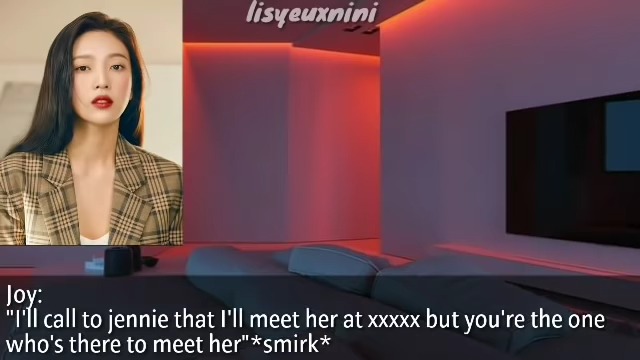 lisyeuxnini
Joy:
"I'll call to jennie that I'll meet her at xxxxx but you're the one
who's there to meet her"*smirk*